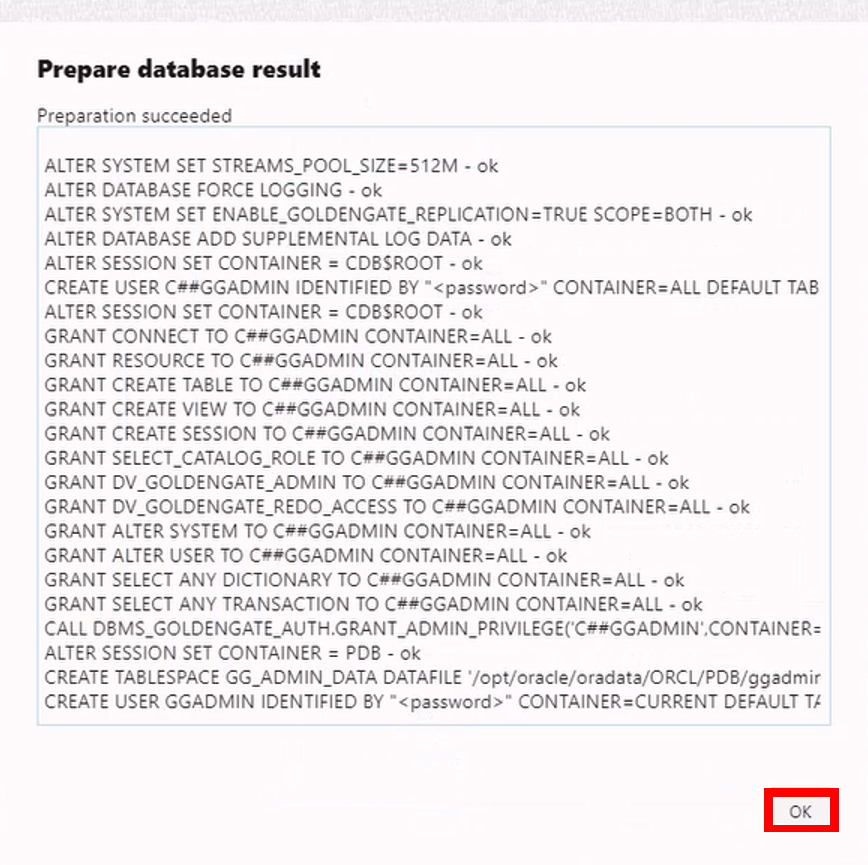 Prepare database result
Preparation succeeded
ALTER SYSTEM SET STREAMS_POOL_SIZE=512M - ok
ALTER DATABASE FORCE LOGGING - ok
ALTER SYSTEM SET ENABLE_GOLDENGATE_REPLICATION=TRUE SCOPE=BOTH - ok
ALTER DATABASE ADD SUPPLEMENTAL LOG DATA - ok
ALTER SESSION SET CONTAINER = CDB$ROOT - ok
CREATE USER C##GGADMIN IDENTIFIED BY "<password>" CONTAINER=ALL DEFAULT TAB
ALTER SESSION SET CONTAINER = CDB$ROOT - ok
GRANT CONNECT TO C##GGADMIN CONTAINER=ALL - ok
GRANT RESOURCE TO C##GGADMIN CONTAINER=ALL - ok
GRANT CREATE TABLE TO C##GGADMIN CONTAINER=ALL - ok
GRANT CREATE VIEW TO C##GGADMIN CONTAINER=ALL - ok
GRANT CREATE SESSION TO C##GGADMIN CONTAINER=ALL - ok
GRANT SELECT_CATALOG_ROLE TO C##GGADMIN CONTAINER=ALL - ok
GRANT DV_GOLDENGATE_ADMIN TO C##GGADMIN CONTAINER=ALL - ok
GRANT DV_GOLDENGATE_REDO_ACCESS TO C##GGADMIN CONTAINER=ALL - ok
GRANT ALTER SYSTEM TO C##GGADMIN CONTAINER=ALL - ok
GRANT ALTER USER TO C##GGADMIN CONTAINER=ALL - ok
GRANT SELECT ANY DICTIONARY TO C##GGADMIN CONTAINER=ALL - ok
GRANT SELECT ANY TRANSACTION TO C##GGADMIN CONTAINER=ALL - ok
CALL DBMS_GOLDENGATE_AUTH.GRANT_ADMIN_PRIVILEGE('C##GGADMIN',CONTAINER=
ALTER SESSION SET CONTAINER = PDB - ok
CREATE TABLESPACE GG_ADMIN_DATA DATAFILE '/opt/oracle/oradata/ORCL/PDB/ggadmin
CREATE USER GGADMIN IDENTIFIED BY "<password>" CONTAINER=CURRENT DEFAULT TA
OK